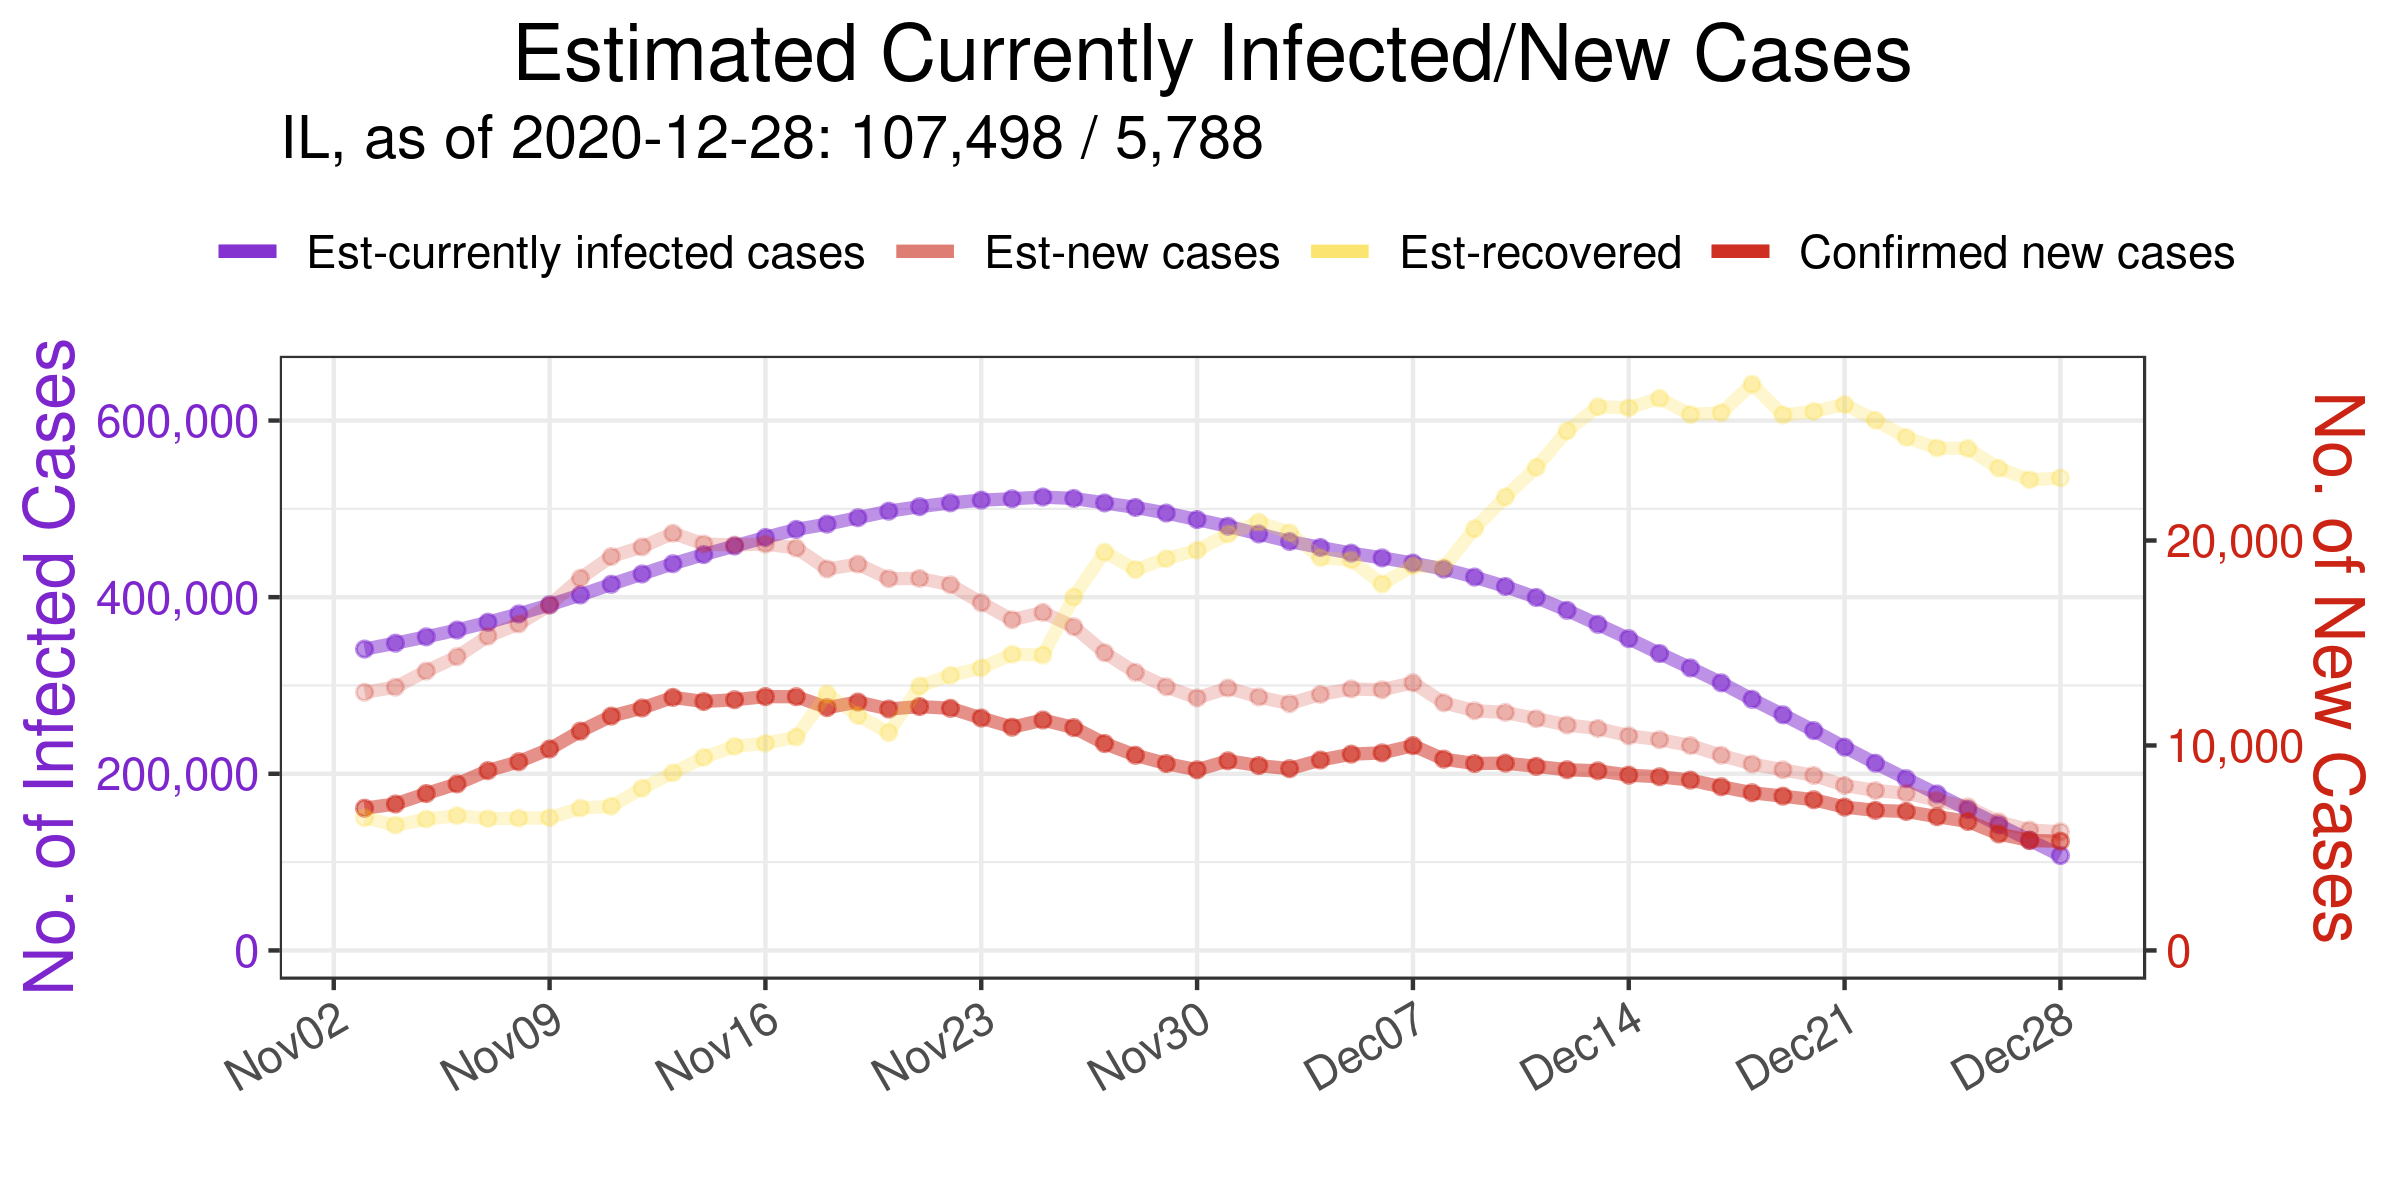 Estimated Currently Infected/New Cases
IL, as of 2020-12-28: 107,498 / 5,788
Est-currently infected cases Est-new cases Est-recovered Confirmed new cases
No. of Infected Cases
600,000
400,000
200,000
0
20,000
10,000
0
No. of New Cases
Nov02 Nov09 Nov16 Nov23 Nov30 Dec07 Dec14 Dec21 Dec28